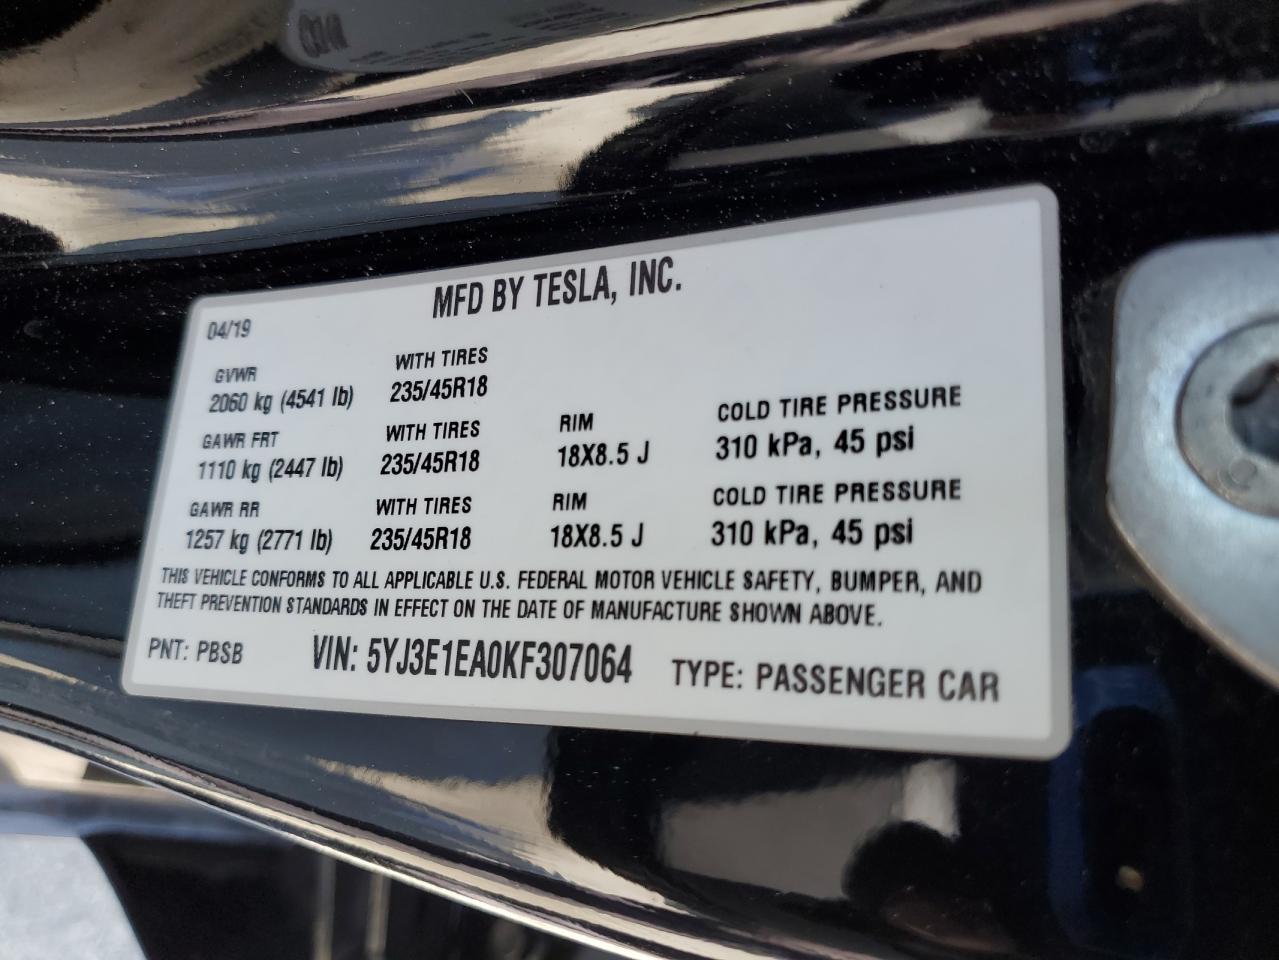 MFD BY TESLA, INC.
04/19
GVWR WITH TIRES
2060 kg (4541 lb) 235/45R18
GAWR FRT WITH TIRES RIM COLD TIRE PRESSURE
1110 kg (2447 lb) 235/45R18 18X8.5 J 310 kPa, 45 psi
GAWR RR WITH TIRES RIM COLD TIRE PRESSURE
1257 kg (2771 lb) 235/45R18 18X8.5 J 310 kPa, 45 psi
THIS VEHICLE CONFORMS TO ALL APPLICABLE U.S. FEDERAL MOTOR VEHICLE SAFETY, BUMPER, AND
THEFT PREVENTION STANDARDS IN EFFECT ON THE DATE OF MANUFACTURE SHOWN ABOVE.
PNT: PBSB VIN: 5YJ3E1EA0KF307064 TYPE: PASSENGER CAR